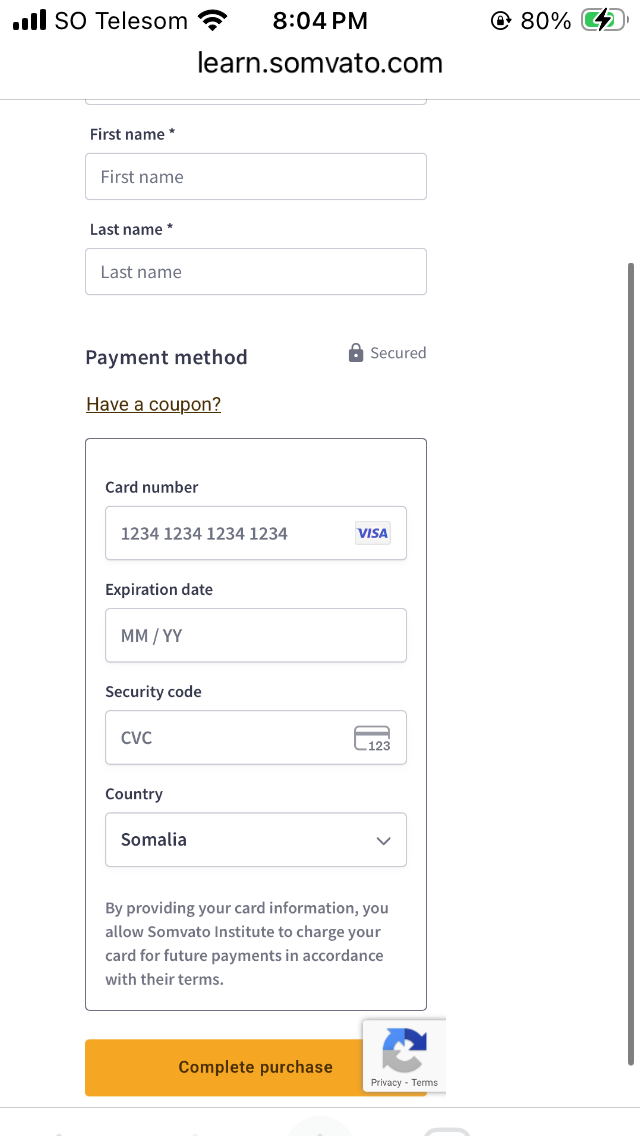 SO Telesom 8:04 PM 80%
learn.somvato.com
First name *
First name
Last name *
Last name
Payment method Secured
Have a coupon?
Card number
1234 1234 1234 1234 VISA
Expiration date
MM / YY
Security code
CVC 123
Country
Somalia
By providing your card information, you
allow Somvato Institute to charge your
card for future payments in accordance
with their terms.
Complete purchase
Privacy - Terms